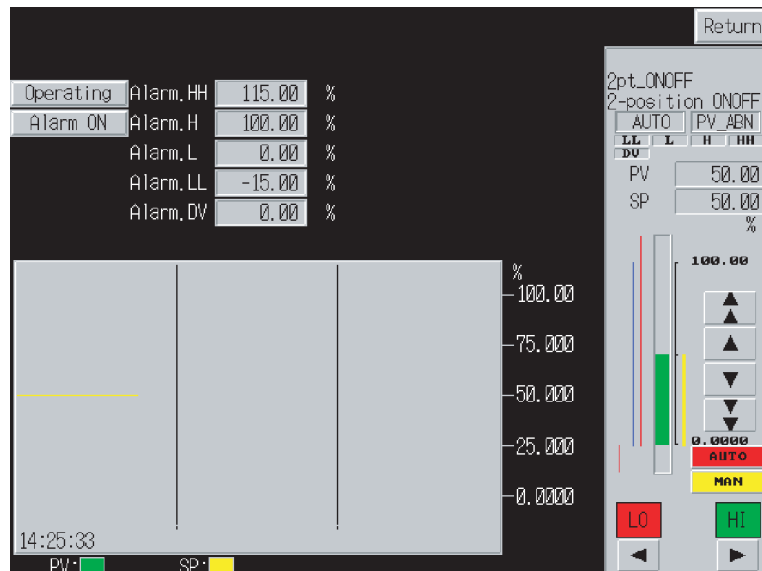 Return
Operating Alarm.HH 115.00 %
Alarm ON Alarm.H 100.00 %
Alarm.L 0.00 %
Alarm.LL -15.00 %
Alarm.DV 0.00 %
2pt_ONOFF
2-position ONOFF
AUTO PV_ABN
LL L H HH
DV
PV 50.00
SP 50.00
%
100.00
0.0000
AUTO
MAN
LO HI
%
100.00
75.000
50.000
25.000
0.0000
14:25:33
PV: SP: